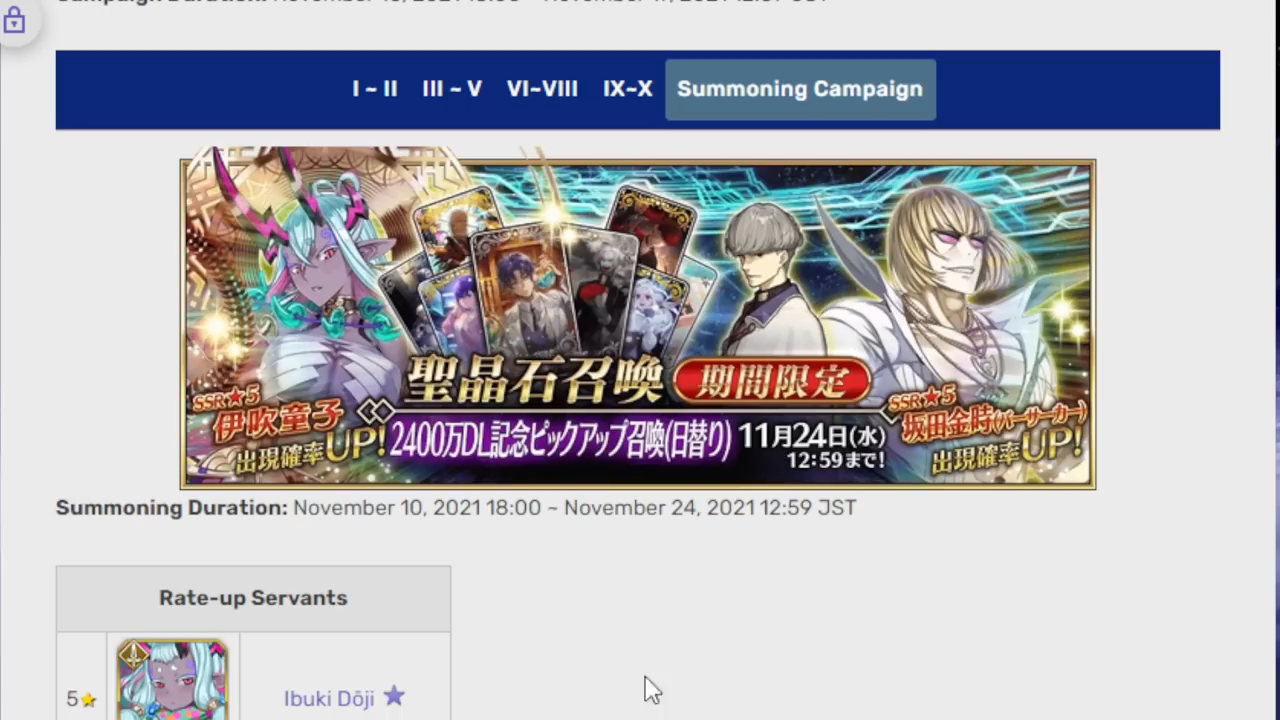 I ~ II III ~ V VI~VIII IX~X Summoning Campaign
聖晶石召喚 期間限定
SSR★5
伊吹童子
出現確率UP!
2400万DL記念ピックアップ召喚(日替り)
11月24日(水)
12:59まで!
SSR★5
坂田金時(バーサーカー)
出現確率UP!
Summoning Duration: November 10, 2021 18:00 ~ November 24, 2021 12:59 JST
Rate-up Servants
5
Ibuki Dōji